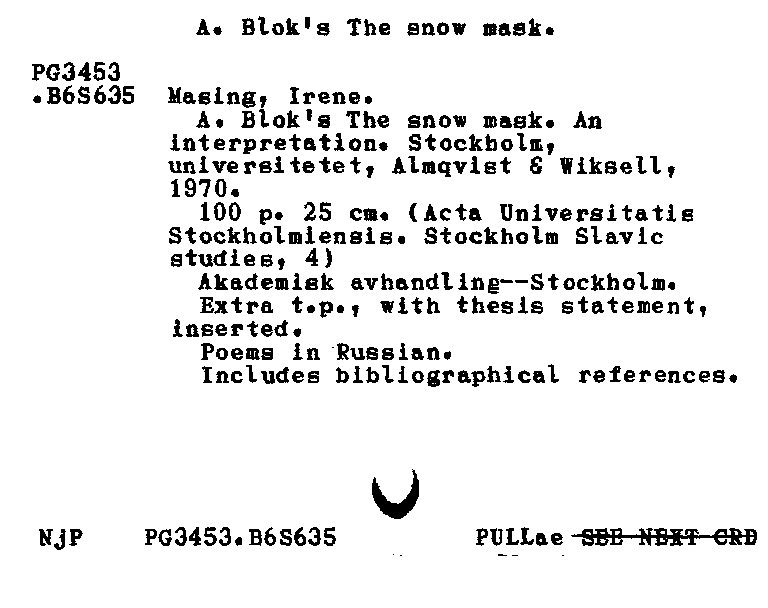 A. Blok's The snow mask.
PG3453
.B6S635 Masing, Irene.
A. Blok's The snow mask. An
interpretation. Stockholm,
universitetet, Almqvist & Wiksell,
1970.
100 p. 25 cm. (Acta Universitatis
Stockholmiensis. Stockholm Slavic
studies, 4)
Akademisk avhandling--Stockholm.
Extra t.p., with thesis statement,
inserted.
Poems in Russian.
Includes bibliographical references.
NjP PG3453.B6S635 PULLae SEE NEXT CRD